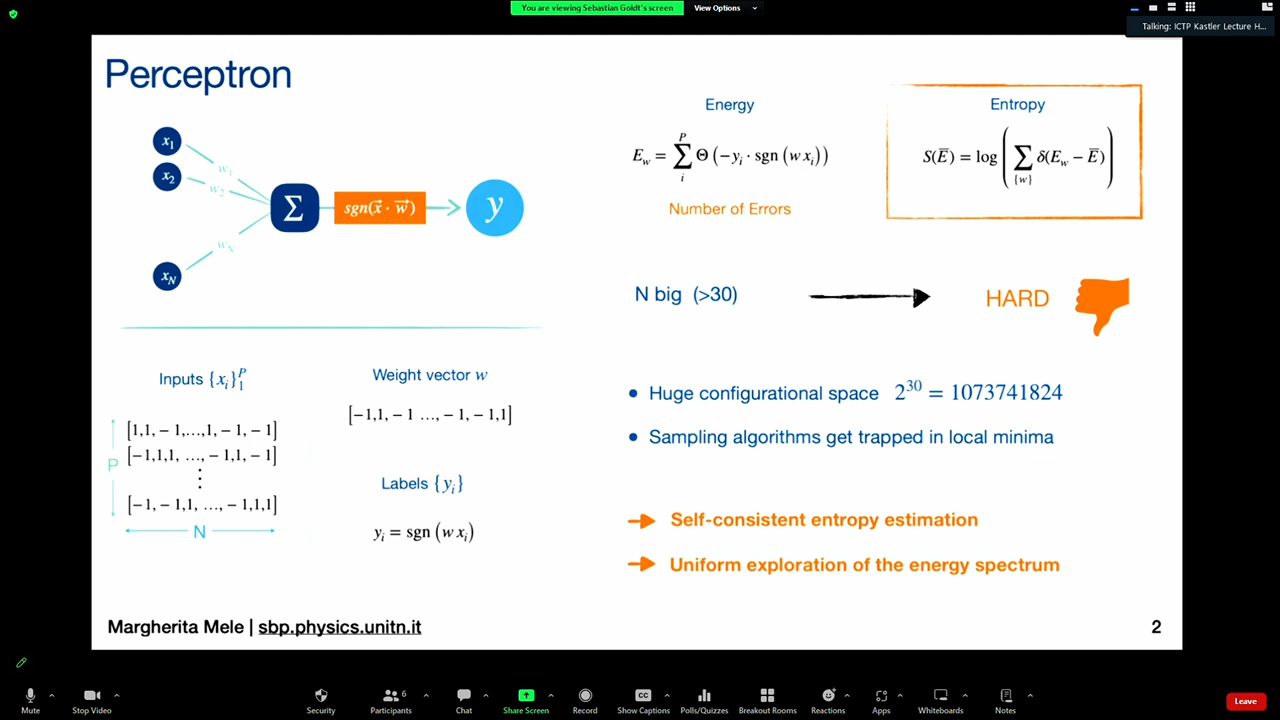 You are viewing Sebastian Goldt's screen
View Options
Talking: ICTP Kastler Lecture H...
Perceptron
x₁
x₂
x_N
w₁
w₂
w_N
Σ
sgn(x⃗ · w⃗)
y
Energy
E_w = ∑_i^P Θ (−y_i · sgn (w x_i))
Number of Errors
Entropy
S(E̅) = log ( ∑_{w} δ(E_w − E̅) )
N big (>30)
HARD
Inputs {x_i}₁^P
[1,1, − 1,...,1, − 1, − 1]
[−1,1,1, ..., − 1,1, − 1]
⋮
[−1, − 1,1, ..., − 1,1,1]
P
N
Weight vector w
[−1,1, − 1 ..., − 1, − 1,1]
Labels {y_i}
y_i = sgn (w x_i)
• Huge configurational space 2³⁰ = 1073741824
• Sampling algorithms get trapped in local minima
Self-consistent entropy estimation
Uniform exploration of the energy spectrum
Margherita Mele | sbp.physics.unitn.it
2
Mute
Stop Video
Security
Participants
6
Chat
Share Screen
Record
CC
Show Captions
Polls/Quizzes
Breakout Rooms
Reactions
Apps
Whiteboards
Notes
Leave